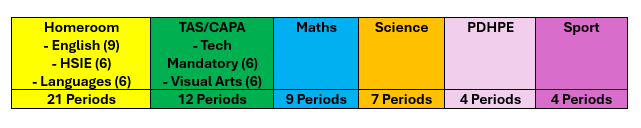 Homeroom
- English (9)
- HSIE (6)
- Languages (6)
21 Periods
TAS/CAPA
- Tech
Mandatory (6)
- Visual Arts (6)
12 Periods
Maths
9 Periods
Science
7 Periods
PDHPE
4 Periods
Sport
4 Periods